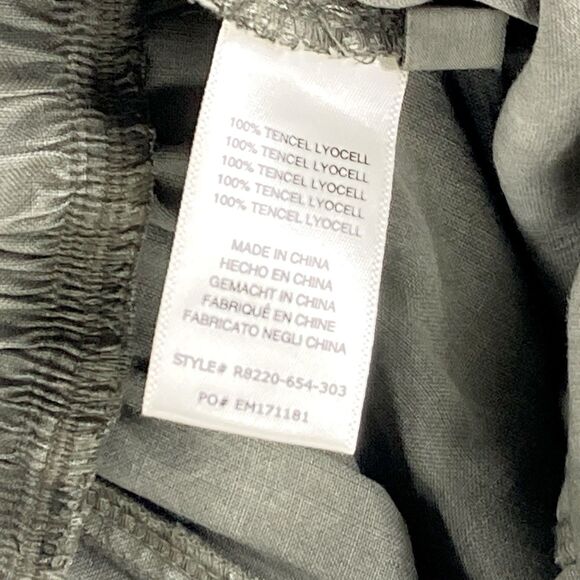 100% TENCEL LYOCELL
100% TENCEL LYOCELL
100% TENCEL LYOCELL
100% TENCEL LYOCELL
100% TENCEL LYOCELL
MADE IN CHINA
HECHO EN CHINA
GEMACHT IN CHINA
FABRIQUÉ EN CHINE
FABRICATO NEGLI CHINA
STYLE# R8220-654-303
PO# EM171181